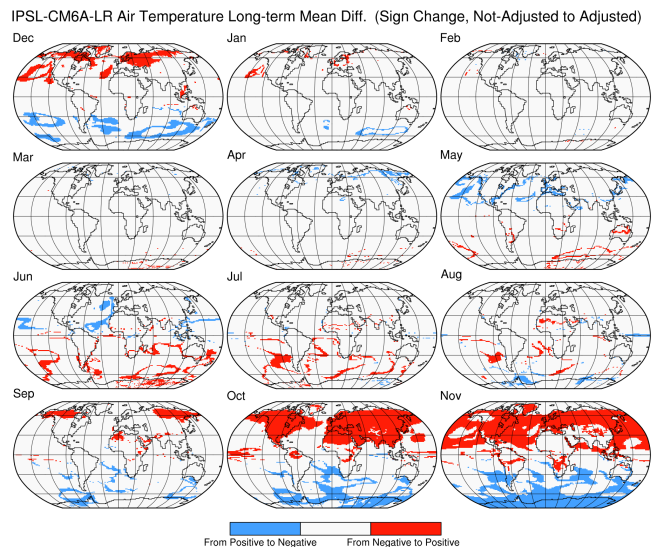 IPSL-CM6A-LR Air Temperature Long-term Mean Diff. (Sign Change, Not-Adjusted to Adjusted)
Dec Jan Feb
Mar Apr May
Jun Jul Aug
Sep Oct Nov
From Positive to Negative From Negative to Positive